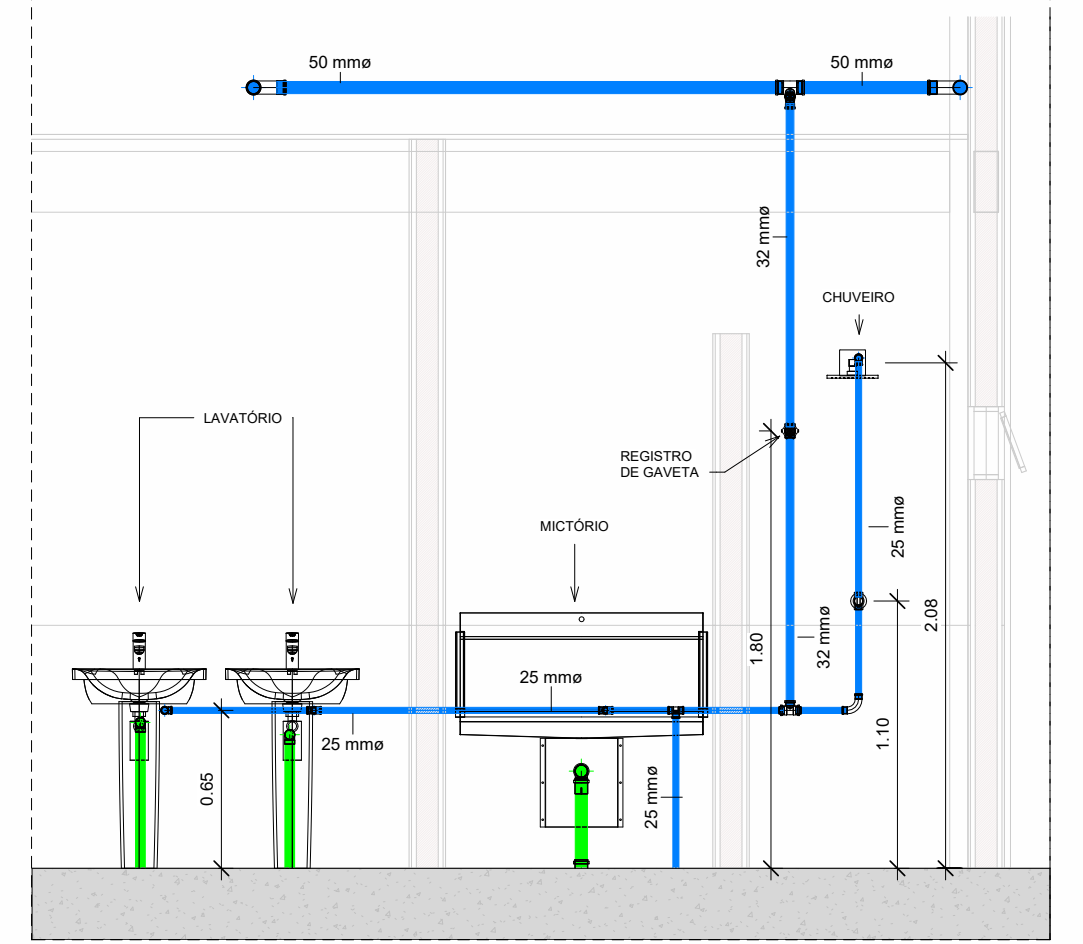 50 mmø
50 mmø
32 mmø
CHUVEIRO
LAVATÓRIO
REGISTRO
DE GAVETA
MICTÓRIO
25 mmø
2.08
1.80
32 mmø
25 mmø
25 mmø
1.10
0.65
25 mmø